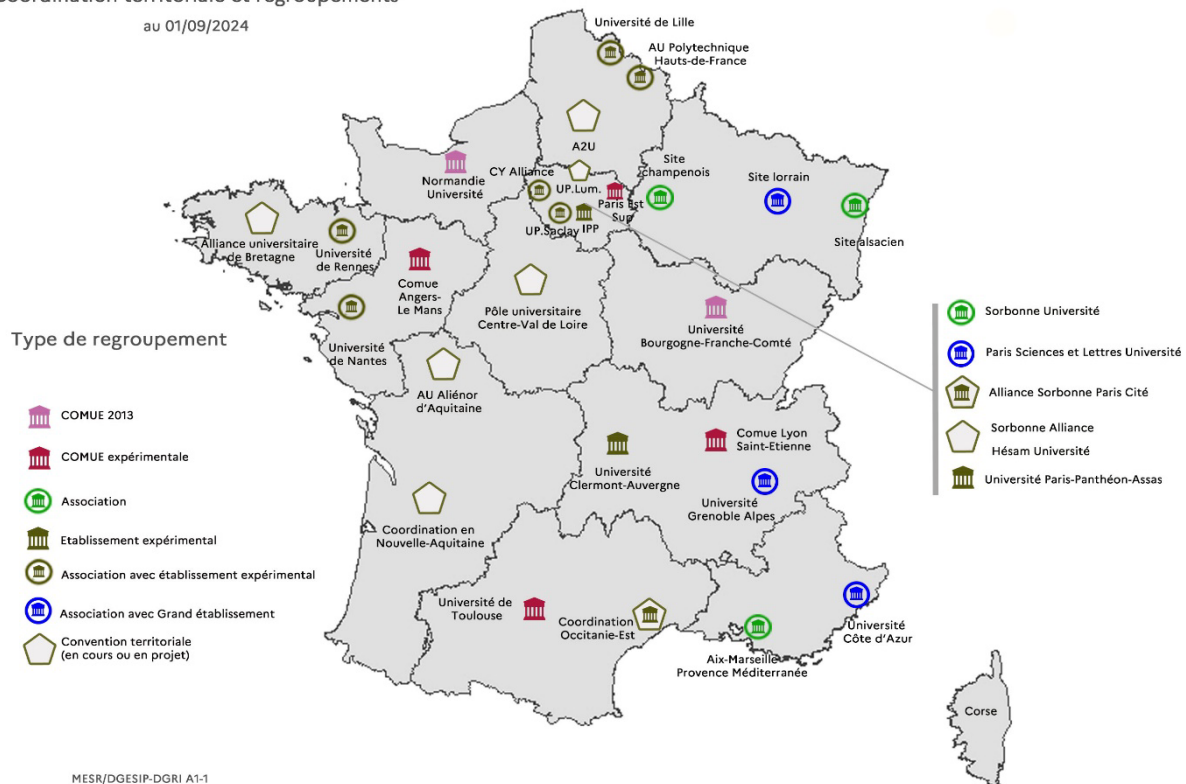 coordination territoriale et regroupements
au 01/09/2024
Université de Lille
AU Polytechnique
Hauts-de-France
A2U
CY Alliance
UP.Lum.
Paris Est
Sup
UP.Saclay
IPP
Site
champenois
Site lorrain
Site alsacien
Normandie
Université
Alliance universitaire
de Bretagne
Université
de Rennes
Comue
Angers-
Le Mans
Pôle universitaire
Centre-Val de Loire
Université
Bourgogne-Franche-Comté
Université
de Nantes
AU Aliénor
d'Aquitaine
Université
Clermont-Auvergne
Comue Lyon
Saint-Etienne
Université
Grenoble Alpes
Coordination en
Nouvelle-Aquitaine
Université de
Toulouse
Coordination
Occitanie-Est
Aix-Marseille
Provence Méditerranée
Université
Côte d'Azur
Corse
Sorbonne Université
Paris Sciences et Lettres Université
Alliance Sorbonne Paris Cité
Sorbonne Alliance
Hésam Université
Université Paris-Panthéon-Assas
Type de regroupement
COMUE 2013
COMUE expérimentale
Association
Etablissement expérimental
Association avec établissement expérimental
Association avec Grand établissement
Convention territoriale
(en cours ou en projet)
MESR/DGESIP-DGRI A1-1